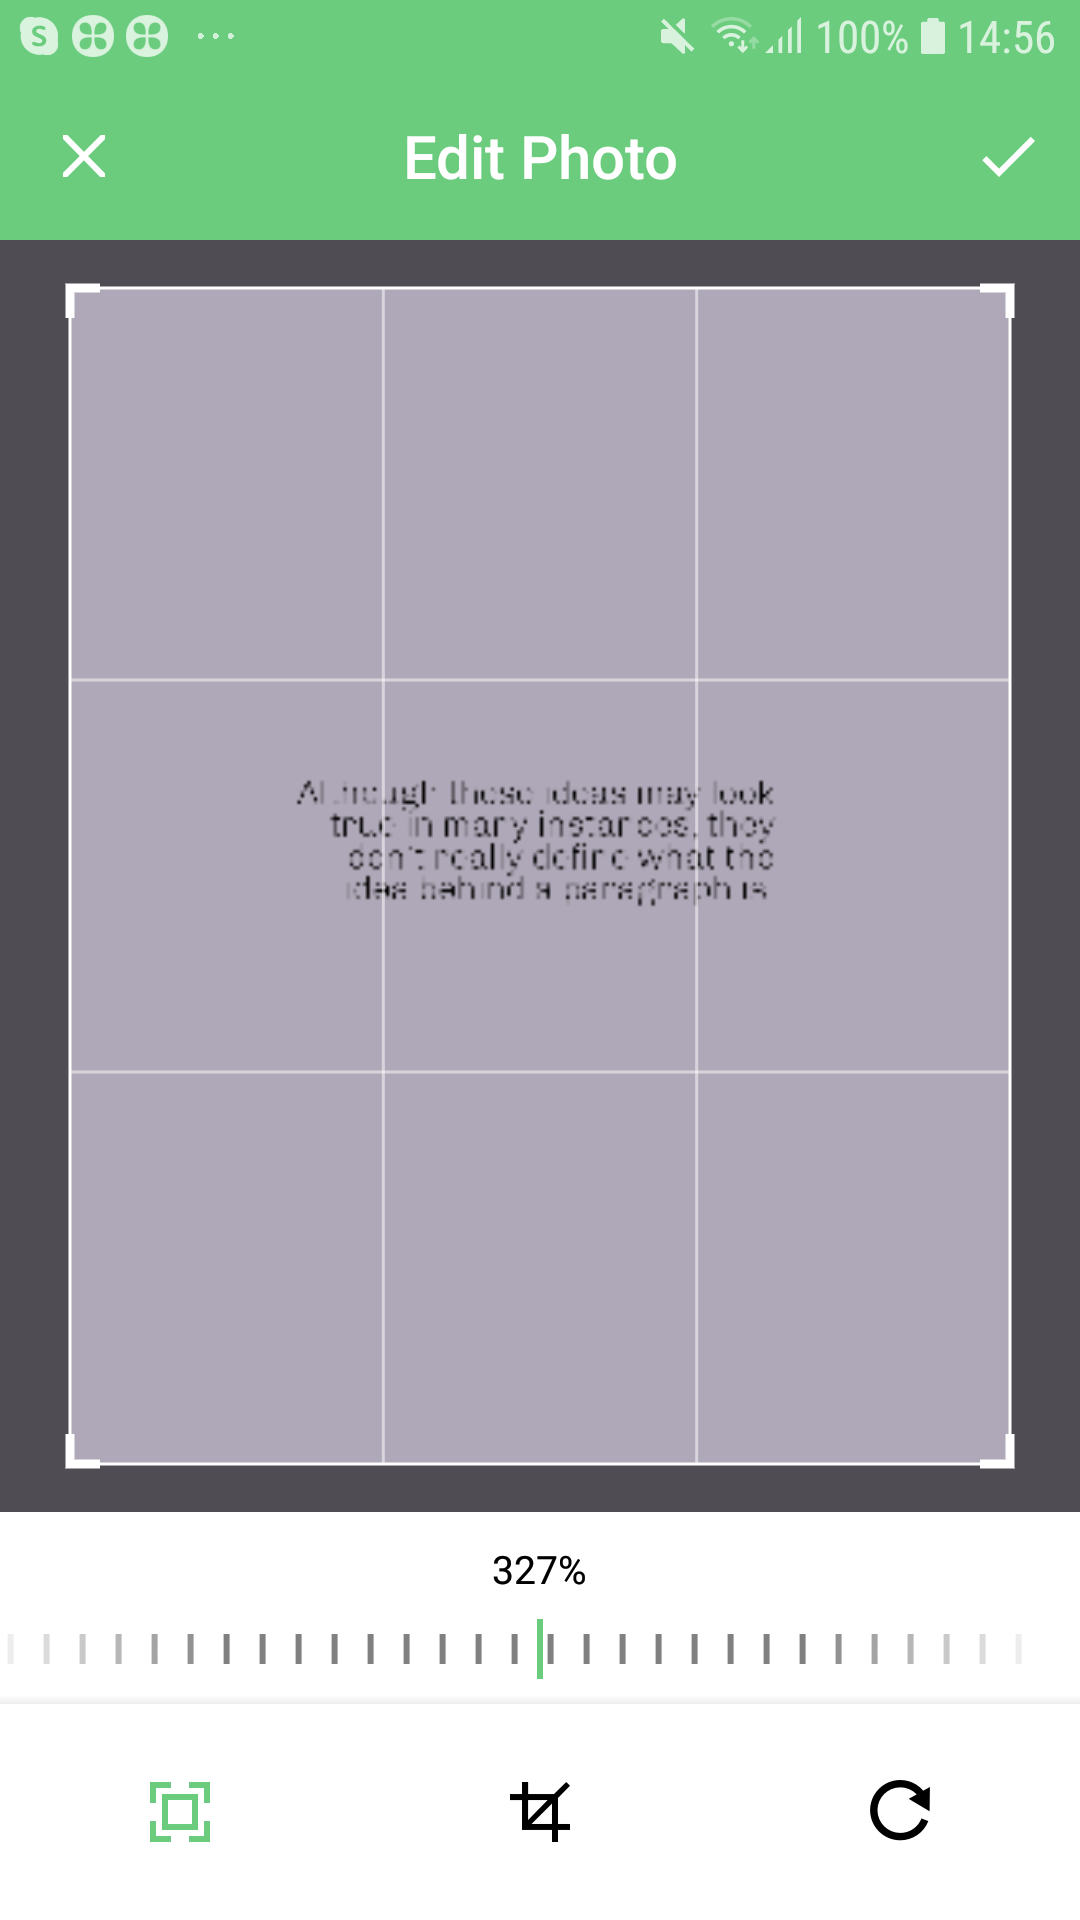 100% 14:56
Edit Photo
Although these ideas may look
true in many instances, they
don't really define what the
idea behind a paragraph is.
327%